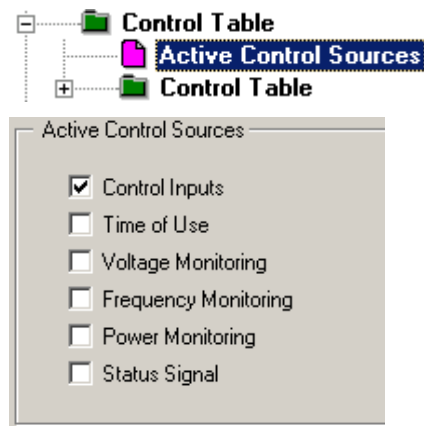 Control Table
Active Control Sources
Control Table
Active Control Sources
Control Inputs
Time of Use
Voltage Monitoring
Frequency Monitoring
Power Monitoring
Status Signal